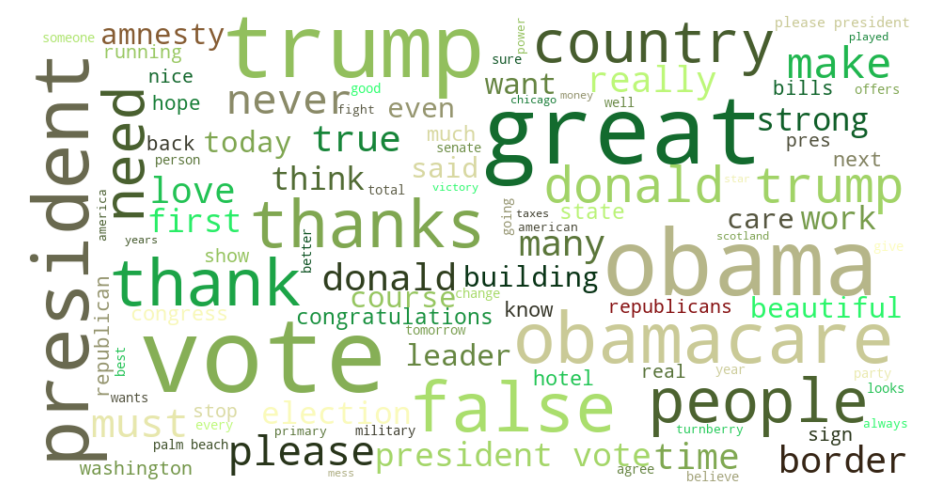 someone
amnesty
trump
power
sure
country
please president
played
running
nice
good
want
really
make
bills
offers
president
need
hope
never
fight
even
chicago
money
well
great
strong
back
today
true
much
senate
said
pres
next
person
love
think
total
victory
donald trump
star
america
first
thanks
going
taxes
american
state
care
work
years
show
better
many
obama
scotland
give
thank
donald
building
course
change
know
republicans
beautiful
republican
congress
congratulations
tomorrow
obamacare
best
vote
leader
hotel
real
year
party
looks
wants
must
stop
every
election
false
people
turnberry
always
primary
military
palm beach
washington
please
mess
president vote
agree
time
believe
sign
border